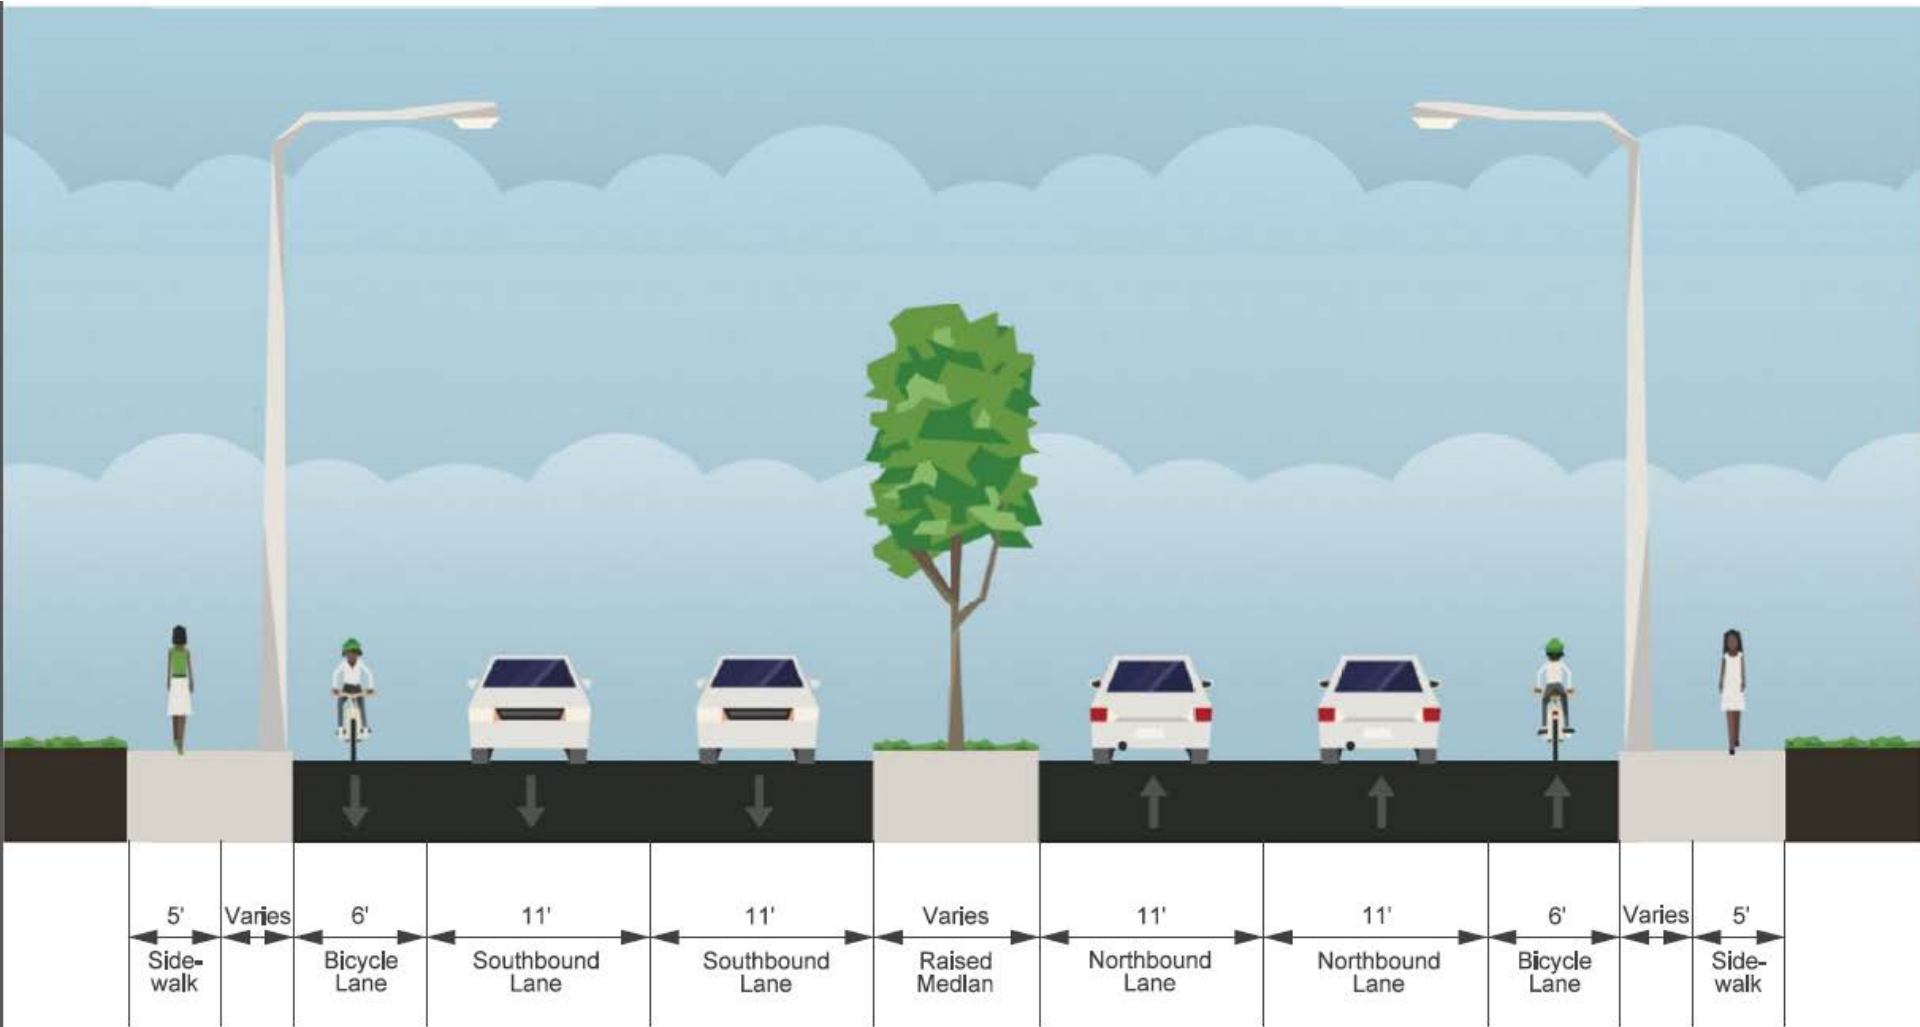 5' Varies 6' 11' 11' Varies 11' 11' 6' Varies 5'
Side- Bicycle Southbound Southbound Raised Northbound Northbound Bicycle Side-
walk Lane Lane Lane Median Lane Lane Lane walk